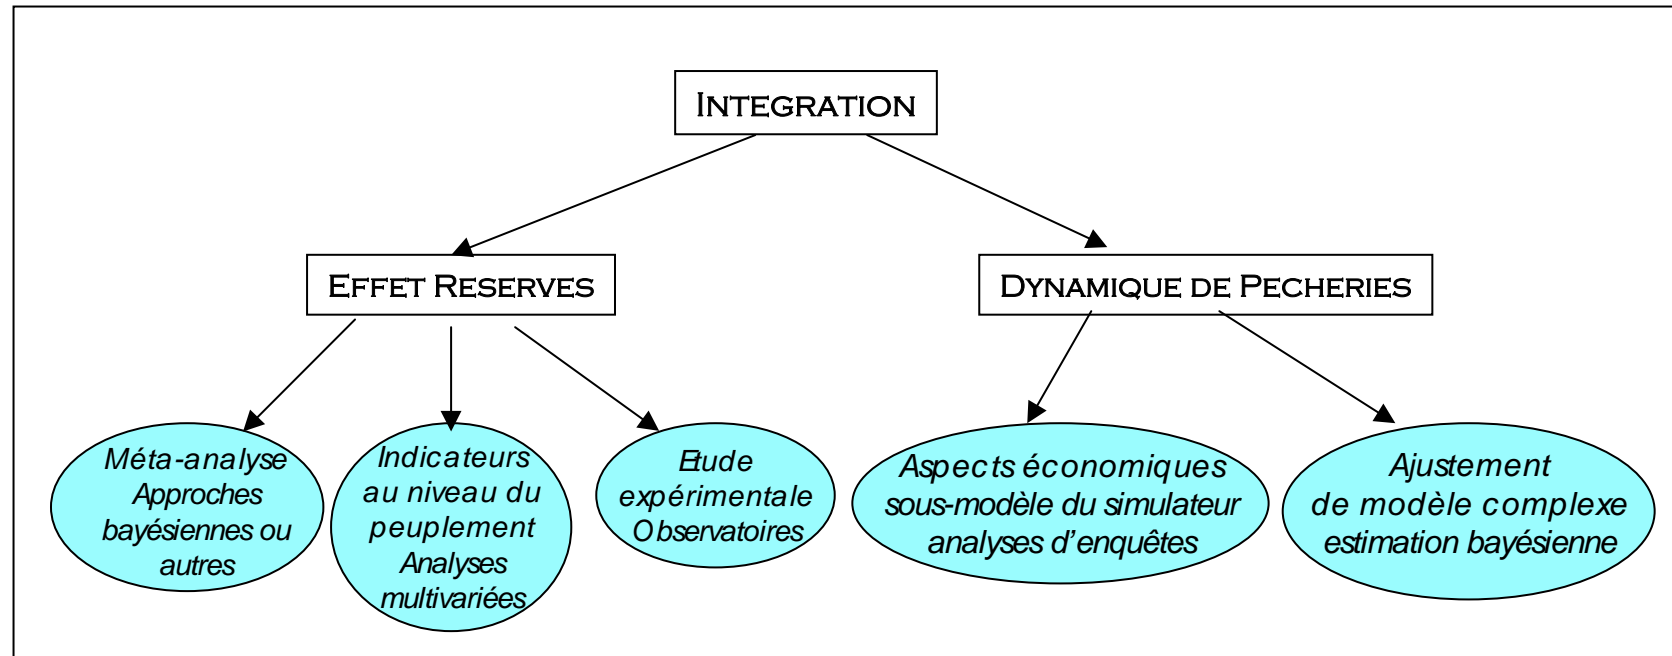 INTEGRATION
EFFET RESERVES
DYNAMIQUE DE PECHERIES
Méta-analyse
Approches
bayésiennes ou
autres
Indicateurs
au niveau du
peuplement
Analyses
multivariées
Etude
expérimentale
Observatoires
Aspects économiques
sous-modèle du simulateur
analyses d'enquêtes
Ajustement
de modèle complexe
estimation bayésienne